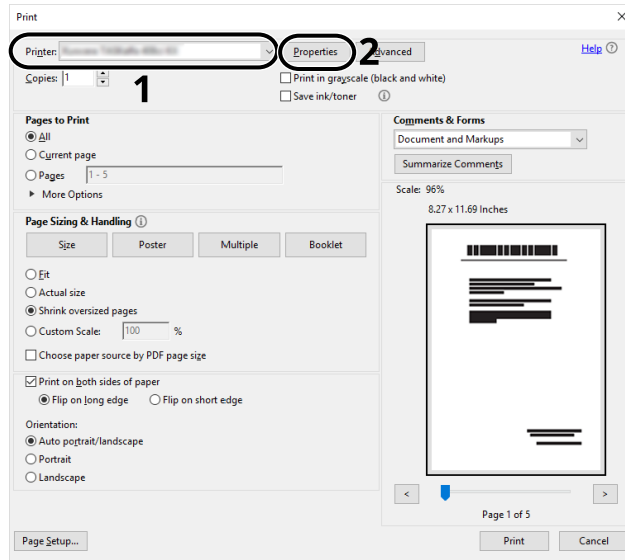 Print
Printer: Properties 2 Advanced Help
Copies: 1 1 Print in grayscale (black and white)
Save ink/toner
Pages to Print
All
Current page
Pages 1 - 5
More Options
Comments & Forms
Document and Markups
Summarize Comments
Page Sizing & Handling
Size Poster Multiple Booklet
Fit
Actual size
Shrink oversized pages
Custom Scale: 100 %
Choose paper source by PDF page size
Print on both sides of paper
Flip on long edge Flip on short edge
Orientation:
Auto portrait/landscape
Portrait
Landscape
Scale: 96%
8.27 x 11.69 Inches
< >
Page 1 of 5
Page Setup... Print Cancel